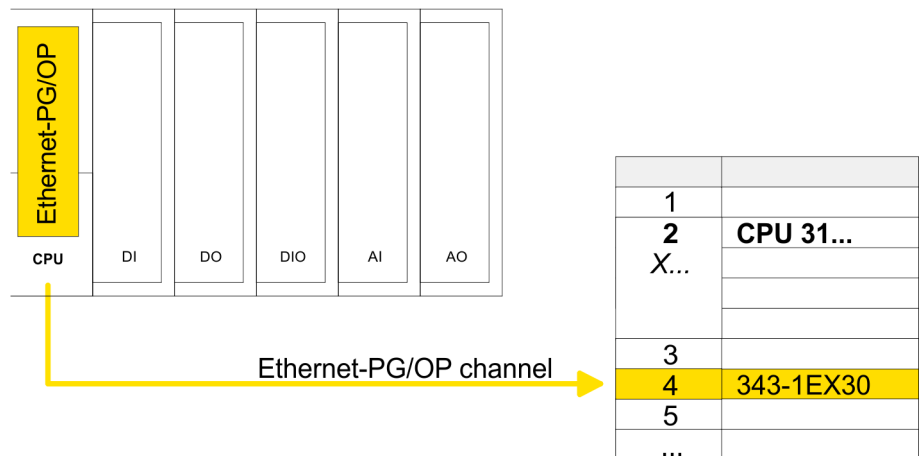 Ethernet-PG/OP
CPU
DI
DO
DIO
AI
AO
Ethernet-PG/OP channel
1
2 CPU 31...
X...
3
4 343-1EX30
5
...